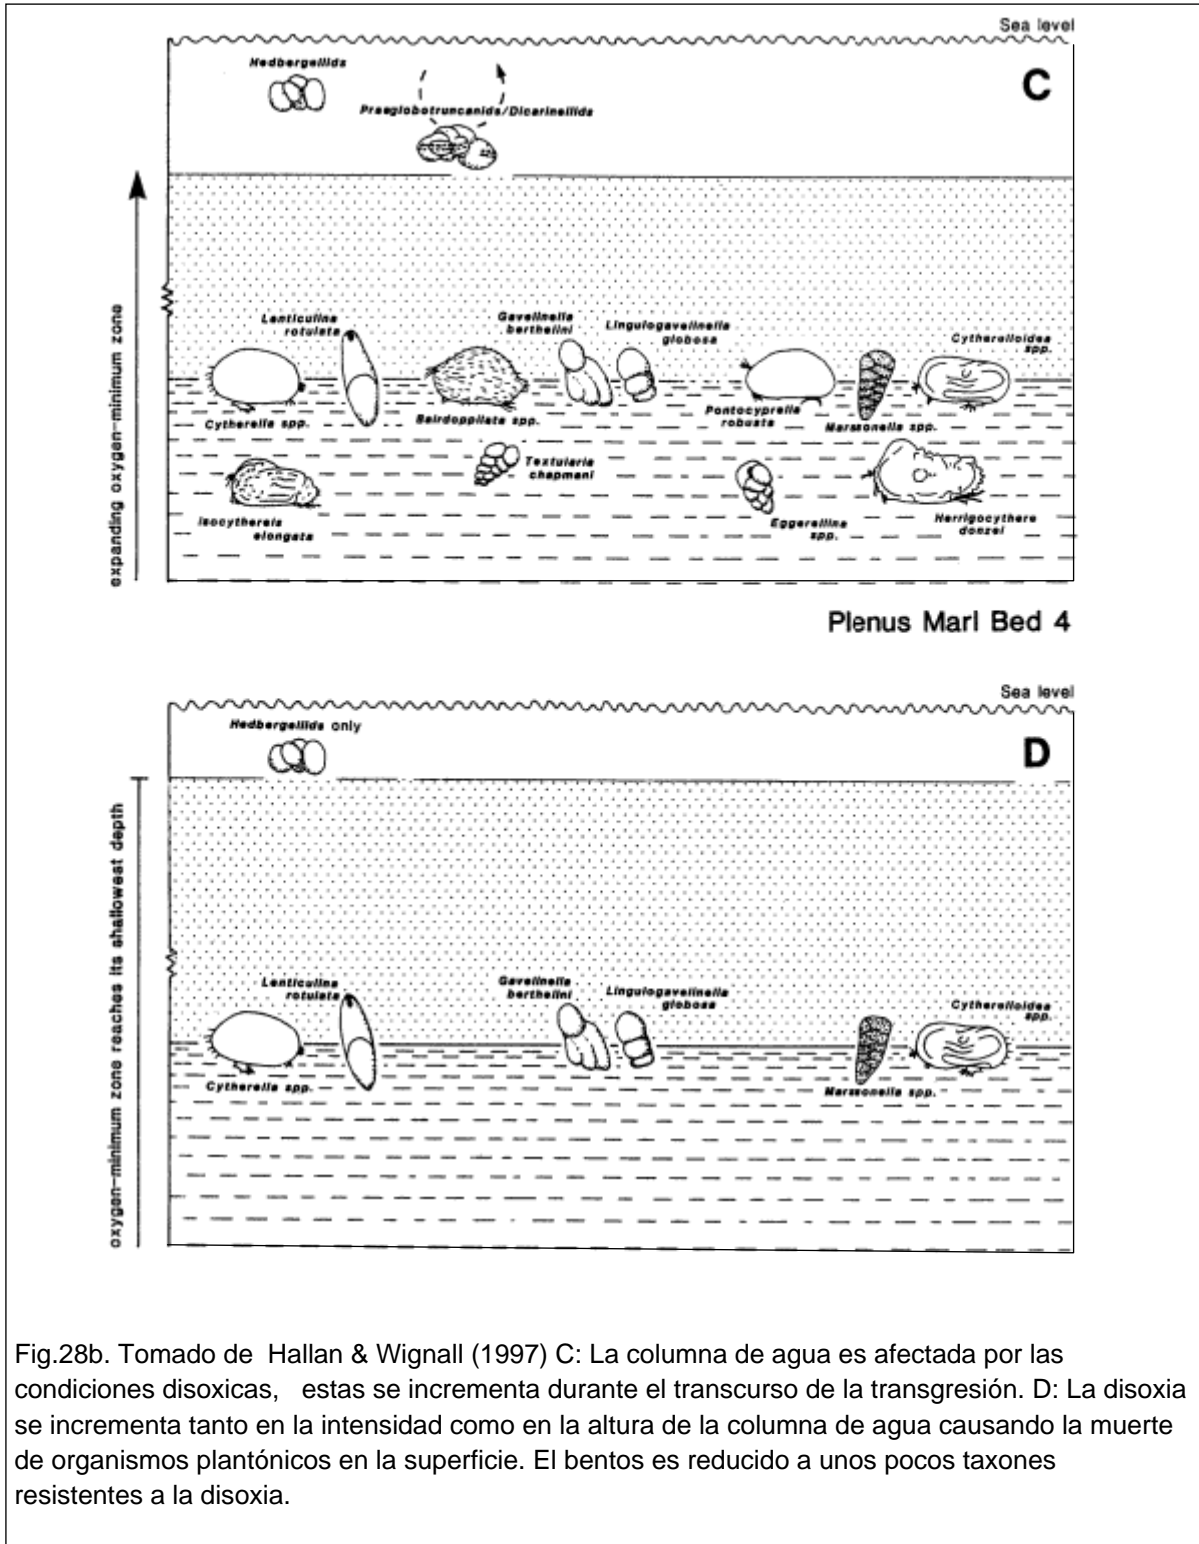 Sea level
C
Hedbergellids
Praeglobotruncanids/Dicarinellids
expanding oxygen-minimum zone
Lenticulina
rotulata
Gavelinella
berthelini
Lingulogavelinella
globosa
Cytherelloidea
spp.
Cytherella spp.
Bairdoppilata spp.
Pontocyprella
robusta
Marssonella spp.
Textularia
chapmani
Isocythereis
elongata
Eggerellina
spp.
Herrigocythere
donzei
Plenus Marl Bed 4
Sea level
Hedbergellids only
D
oxygen-minimum zone reaches its shallowest depth
Lenticulina
rotulata
Gavelinella
berthelini
Lingulogavelinella
globosa
Cytherelloidea
spp.
Cytherella spp.
Marssonella spp.
Fig.28b. Tomado de Hallan & Wignall (1997) C: La columna de agua es afectada por las
condiciones disoxicas, estas se incrementa durante el transcurso de la transgresión. D: La disoxia
se incrementa tanto en la intensidad como en la altura de la columna de agua causando la muerte
de organismos plantónicos en la superficie. El bentos es reducido a unos pocos taxones
resistentes a la disoxia.